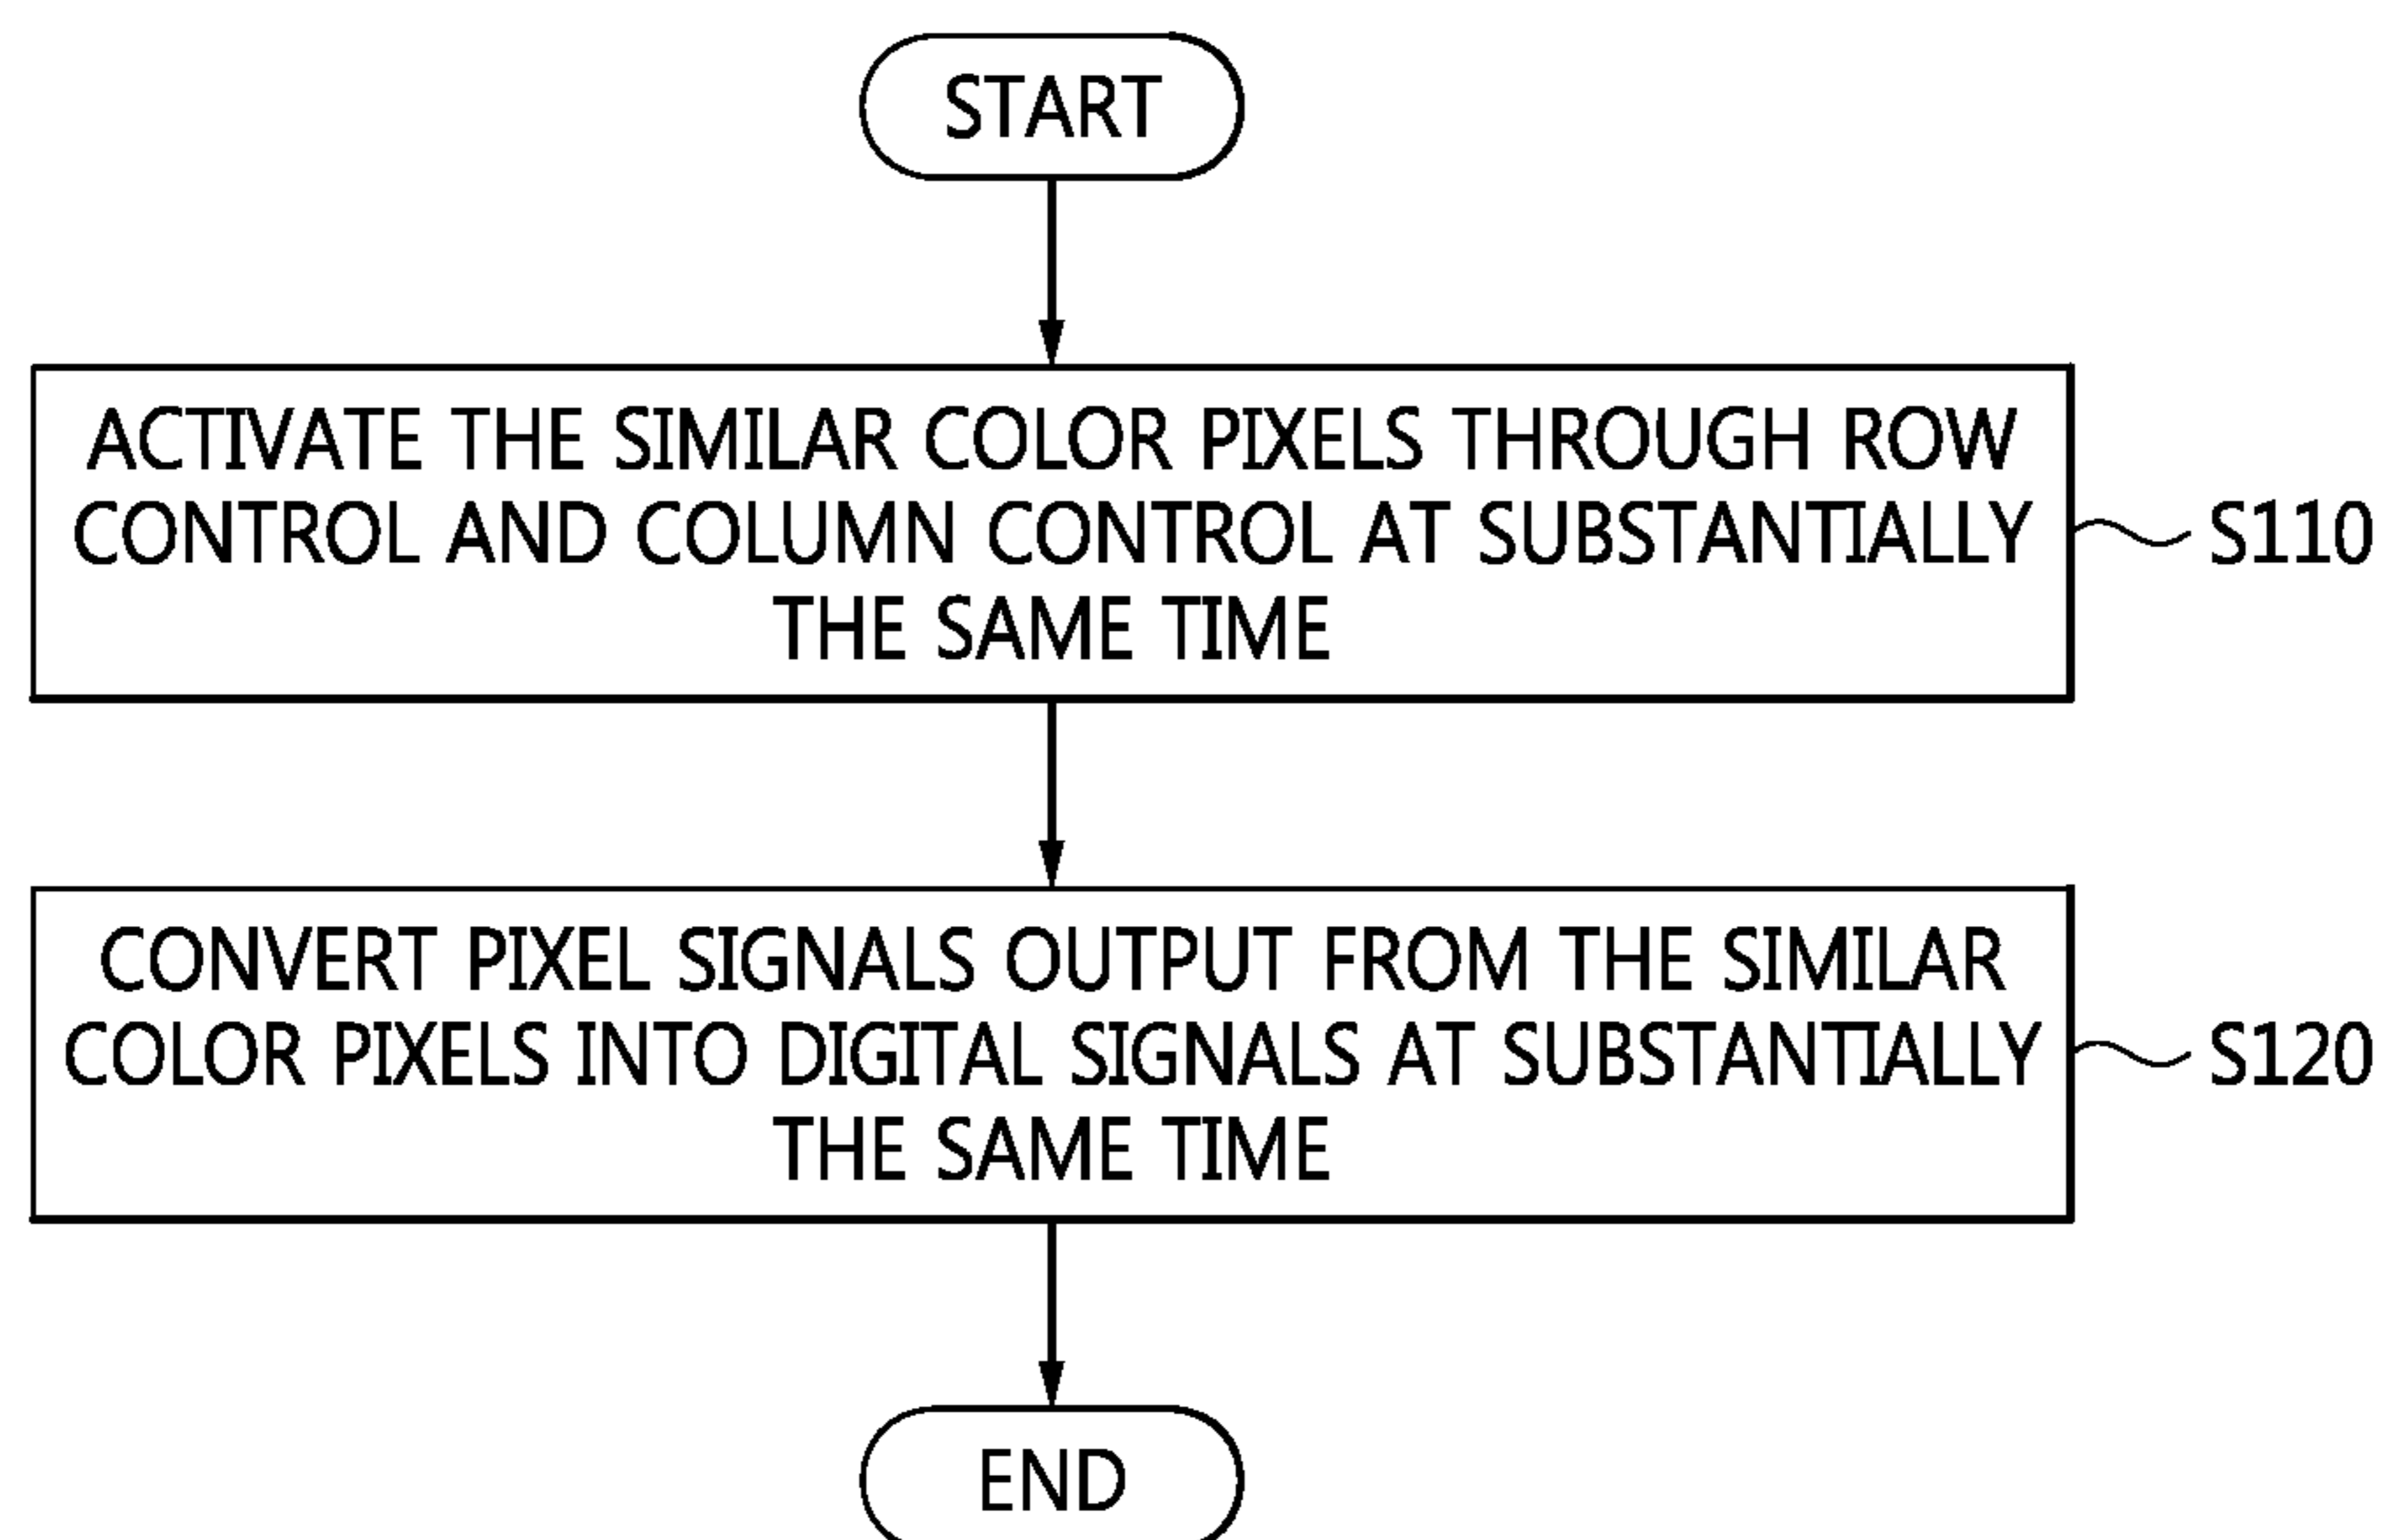 START
ACTIVATE THE SIMILAR COLOR PIXELS THROUGH ROW
CONTROL AND COLUMN CONTROL AT SUBSTANTIALLY
THE SAME TIME
S110
CONVERT PIXEL SIGNALS OUTPUT FROM THE SIMILAR
COLOR PIXELS INTO DIGITAL SIGNALS AT SUBSTANTIALLY
THE SAME TIME
S120
END